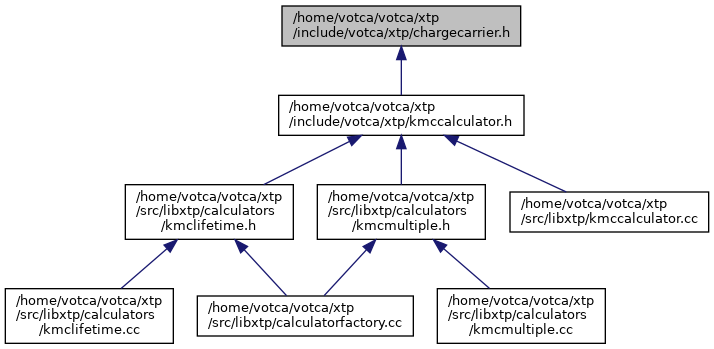 /home/votca/votca/xtp
/include/votca/xtp/chargecarrier.h
/home/votca/votca/xtp
/include/votca/xtp/kmccalculator.h
/home/votca/votca/xtp
/src/libxtp/calculators
/kmclifetime.h
/home/votca/votca/xtp
/src/libxtp/calculators
/kmcmultiple.h
/home/votca/votca/xtp
/src/libxtp/kmccalculator.cc
/home/votca/votca/xtp
/src/libxtp/calculators
/kmclifetime.cc
/home/votca/votca/xtp
/src/libxtp/calculatorfactory.cc
/home/votca/votca/xtp
/src/libxtp/calculators
/kmcmultiple.cc